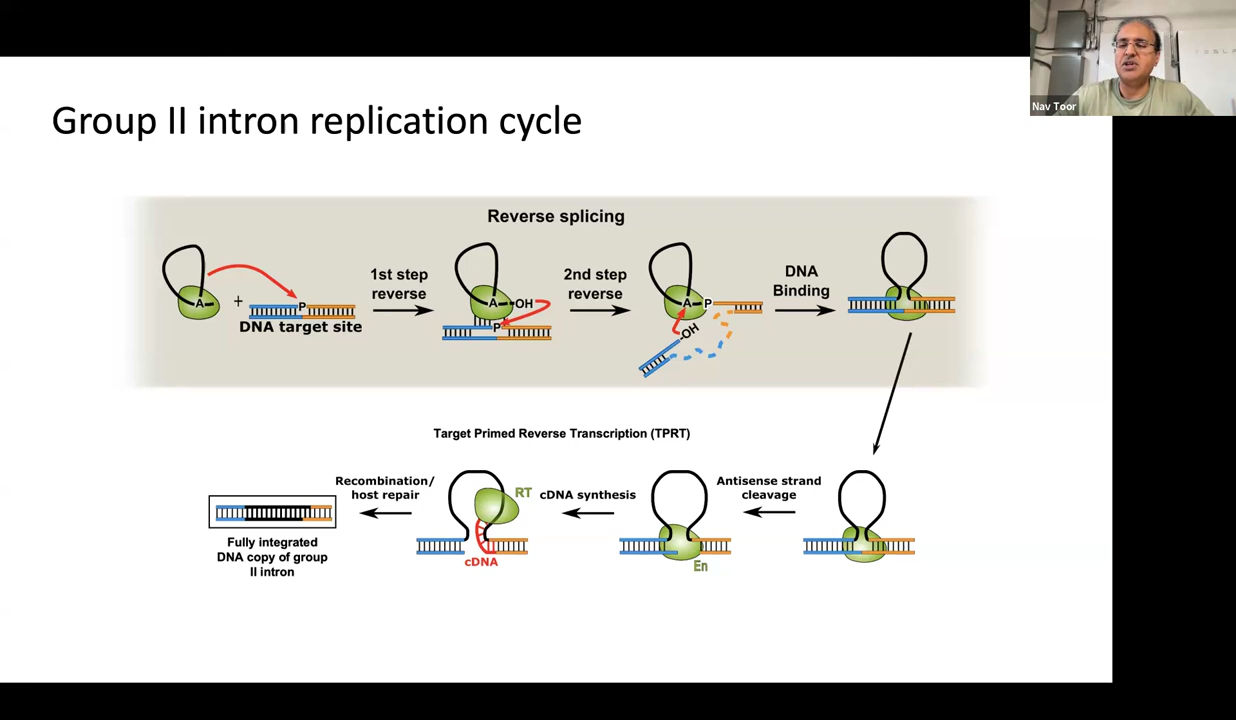 Nav Toor
Group II intron replication cycle
Reverse splicing
A
+
P
DNA target site
1st step
reverse
A
OH
P
2nd step
reverse
A
P
OH
DNA
Binding
Target Primed Reverse Transcription (TPRT)
Antisense strand
cleavage
En
cDNA synthesis
RT
cDNA
Recombination/
host repair
Fully integrated
DNA copy of group
II intron